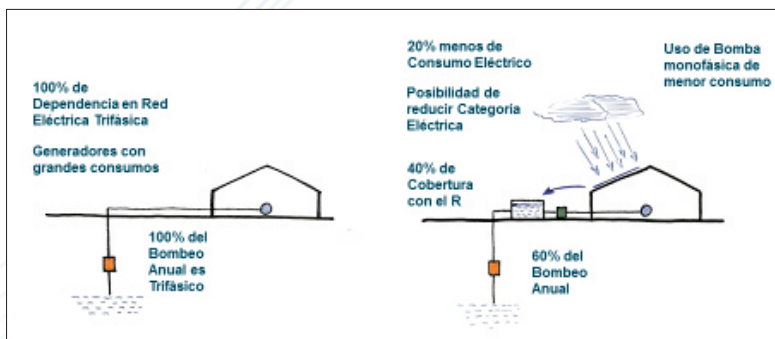 100% de
Dependencia en Red
Eléctrica Trifásica
Generadores con
grandes consumos
100% del
Bombeo
Anual es
Trifásico
20% menos de
Consumo Eléctrico
Posibilidad de
reducir Categoría
Eléctrica
40% de
Cobertura
con el R
Uso de Bomba
monofásica de
menor consumo
60% del
Bombeo
Anual